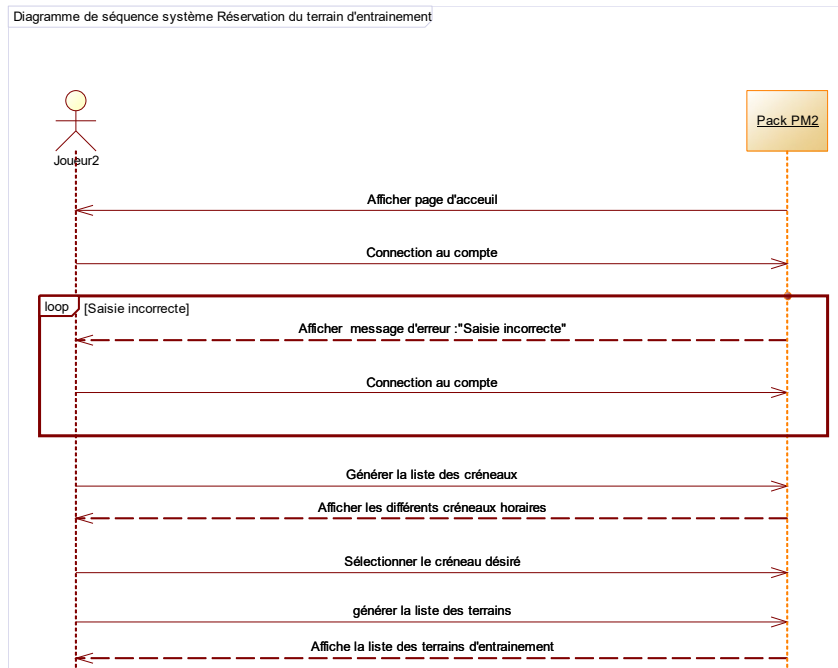 Diagramme de séquence système Réservation du terrain d'entrainement
Joueur2
Pack PM2
Afficher page d'acceuil
Connection au compte
loop [Saisie incorrecte]
Afficher message d'erreur :"Saisie incorrecte"
Connection au compte
Générer la liste des créneaux
Afficher les différents créneaux horaires
Sélectionner le créneau désiré
générer la liste des terrains
Affiche la liste des terrains d'entrainement